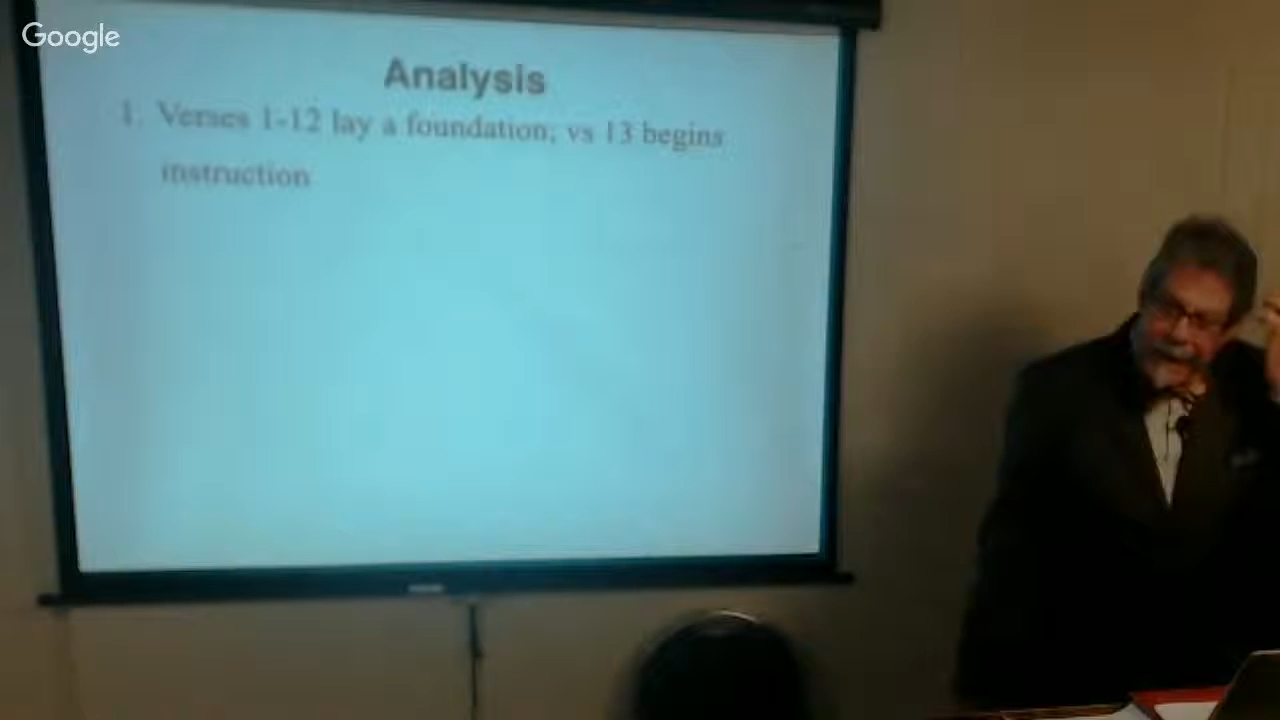 Google
Analysis
1. Verses 1-12 lay a foundation; vs 13 begins
instruction